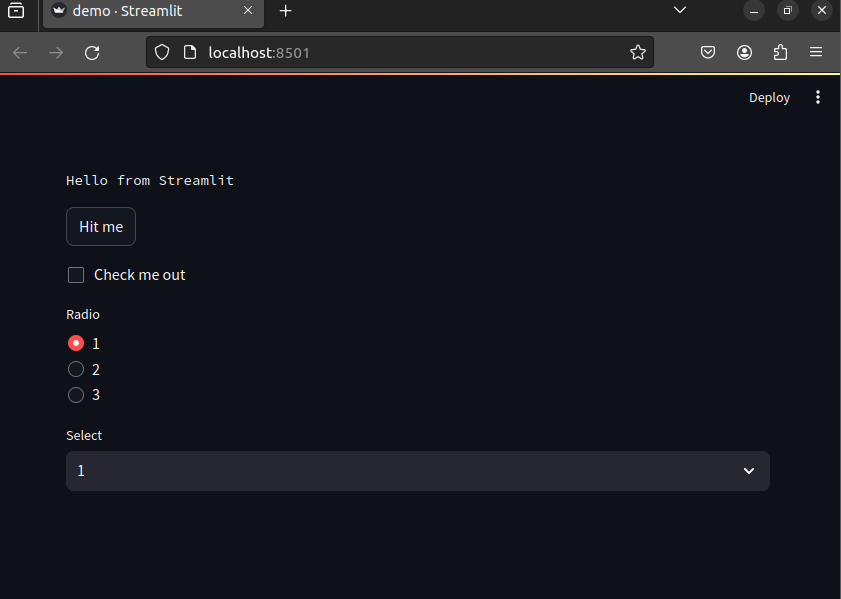 demo · Streamlit
localhost:8501
Deploy
Hello from Streamlit
Hit me
Check me out
Radio
1
2
3
Select
1